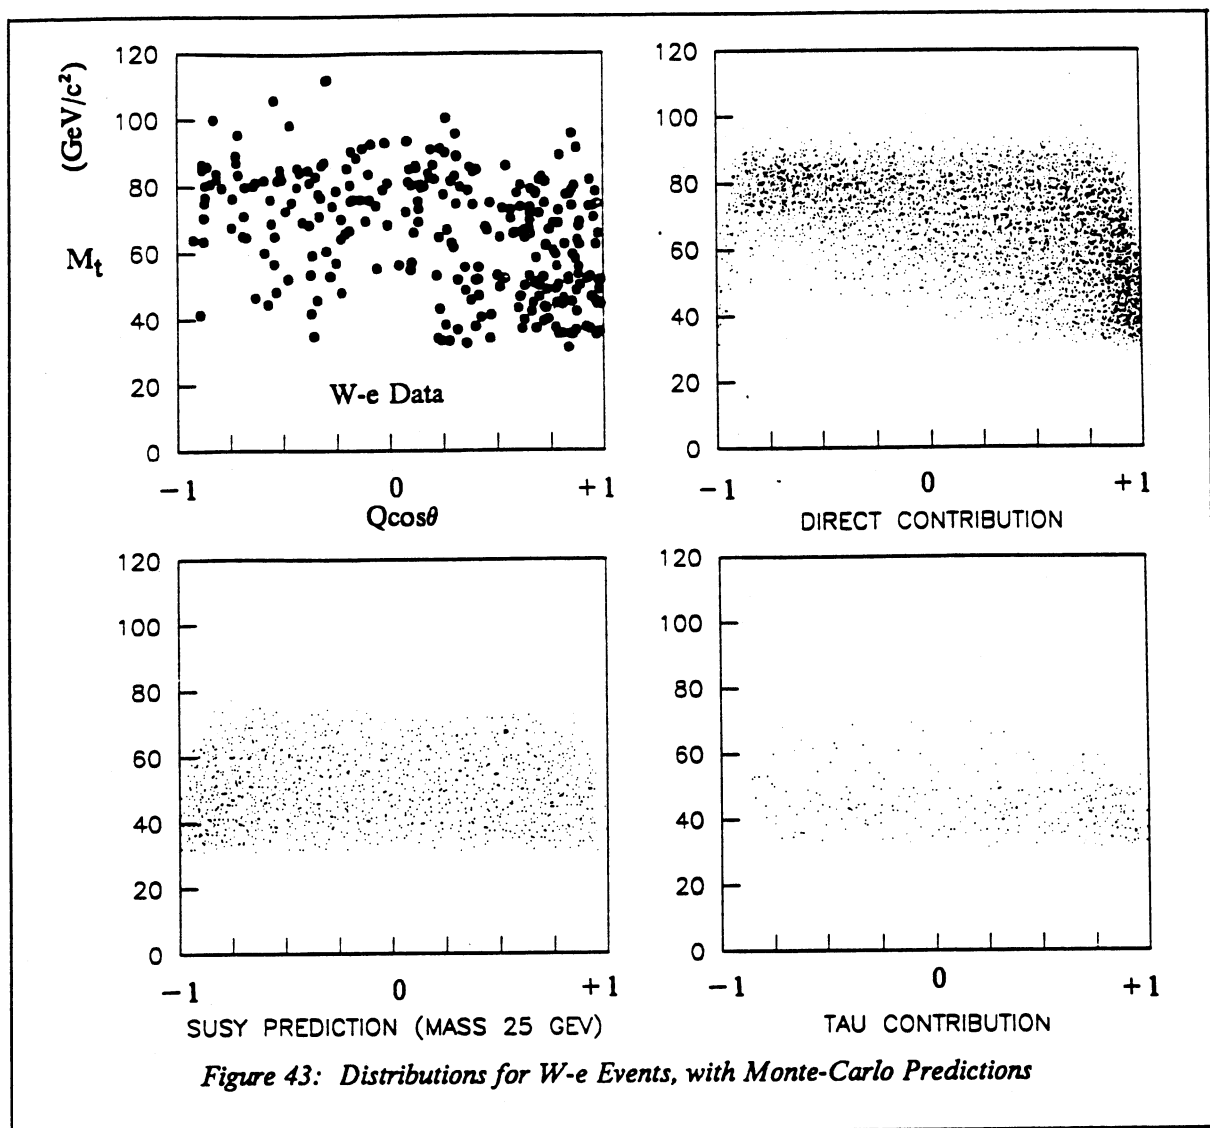 (GeV/c²)
Mt
120
100
80
60
40
20
0
W-e Data
−1 0 +1
Qcosθ
120
100
80
60
40
20
0
−1 0 +1
DIRECT CONTRIBUTION
120
100
80
60
40
20
0
−1 0 +1
SUSY PREDICTION (MASS 25 GEV)
120
100
80
60
40
20
0
−1 0 +1
TAU CONTRIBUTION
Figure 43: Distributions for W-e Events, with Monte-Carlo Predictions